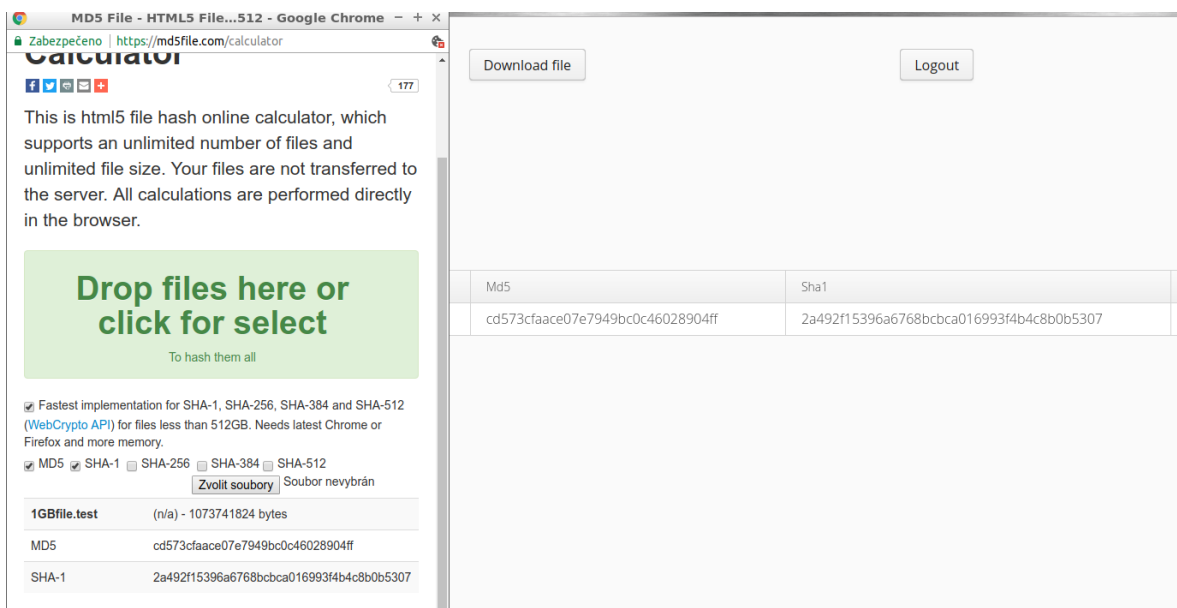 MD5 File - HTML5 File...512 - Google Chrome
Zabezpečeno https://md5file.com/calculator
Calculator
177
This is html5 file hash online calculator, which
supports an unlimited number of files and
unlimited file size. Your files are not transferred to
the server. All calculations are performed directly
in the browser.
Drop files here or
click for select
To hash them all
Fastest implementation for SHA-1, SHA-256, SHA-384 and SHA-512
(WebCrypto API) for files less than 512GB. Needs latest Chrome or
Firefox and more memory.
MD5 SHA-1 SHA-256 SHA-384 SHA-512
Zvolit soubory Soubor nevybrán
1GBfile.test (n/a) - 1073741824 bytes
MD5 cd573cfaace07e7949bc0c46028904ff
SHA-1 2a492f15396a6768bcbca016993f4b4c8b0b5307
Download file Logout
Md5 Sha1
cd573cfaace07e7949bc0c46028904ff 2a492f15396a6768bcbca016993f4b4c8b0b5307